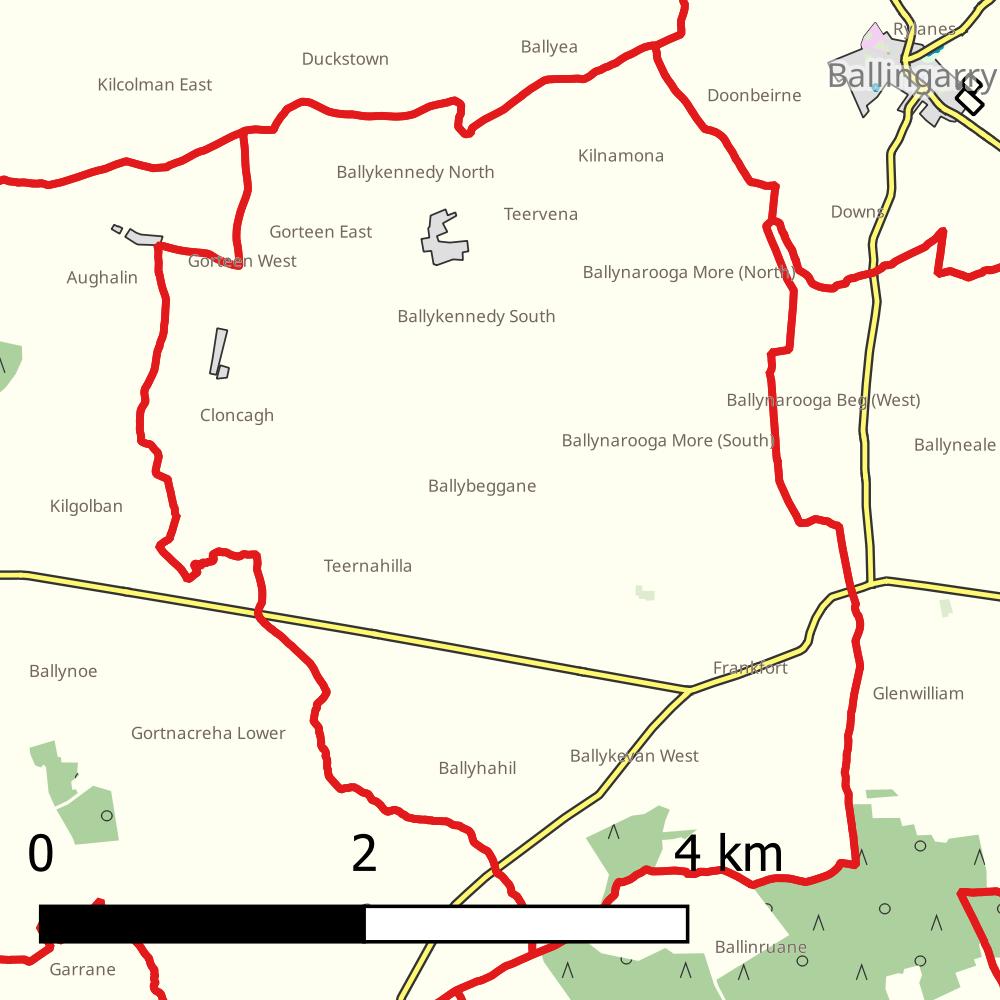 Rylanes
Ballyea
Duckstown
Ballingarry
Kilcolman East
Doonbeirne
Kilnamona
Ballykennedy North
Teervena
Downs
Gorteen East
Gorteen West
Ballynarooga More (North)
Aughalin
Ballykennedy South
Ballynarooga Beg (West)
Cloncagh
Ballynarooga More (South)
Ballyneale
Ballybeggane
Kilgolban
Teernahilla
Frankfort
Ballynoe
Glenwilliam
Gortnacreha Lower
Ballykevan West
Ballyhahil
0 2 4 km
Ballinruane
Garrane